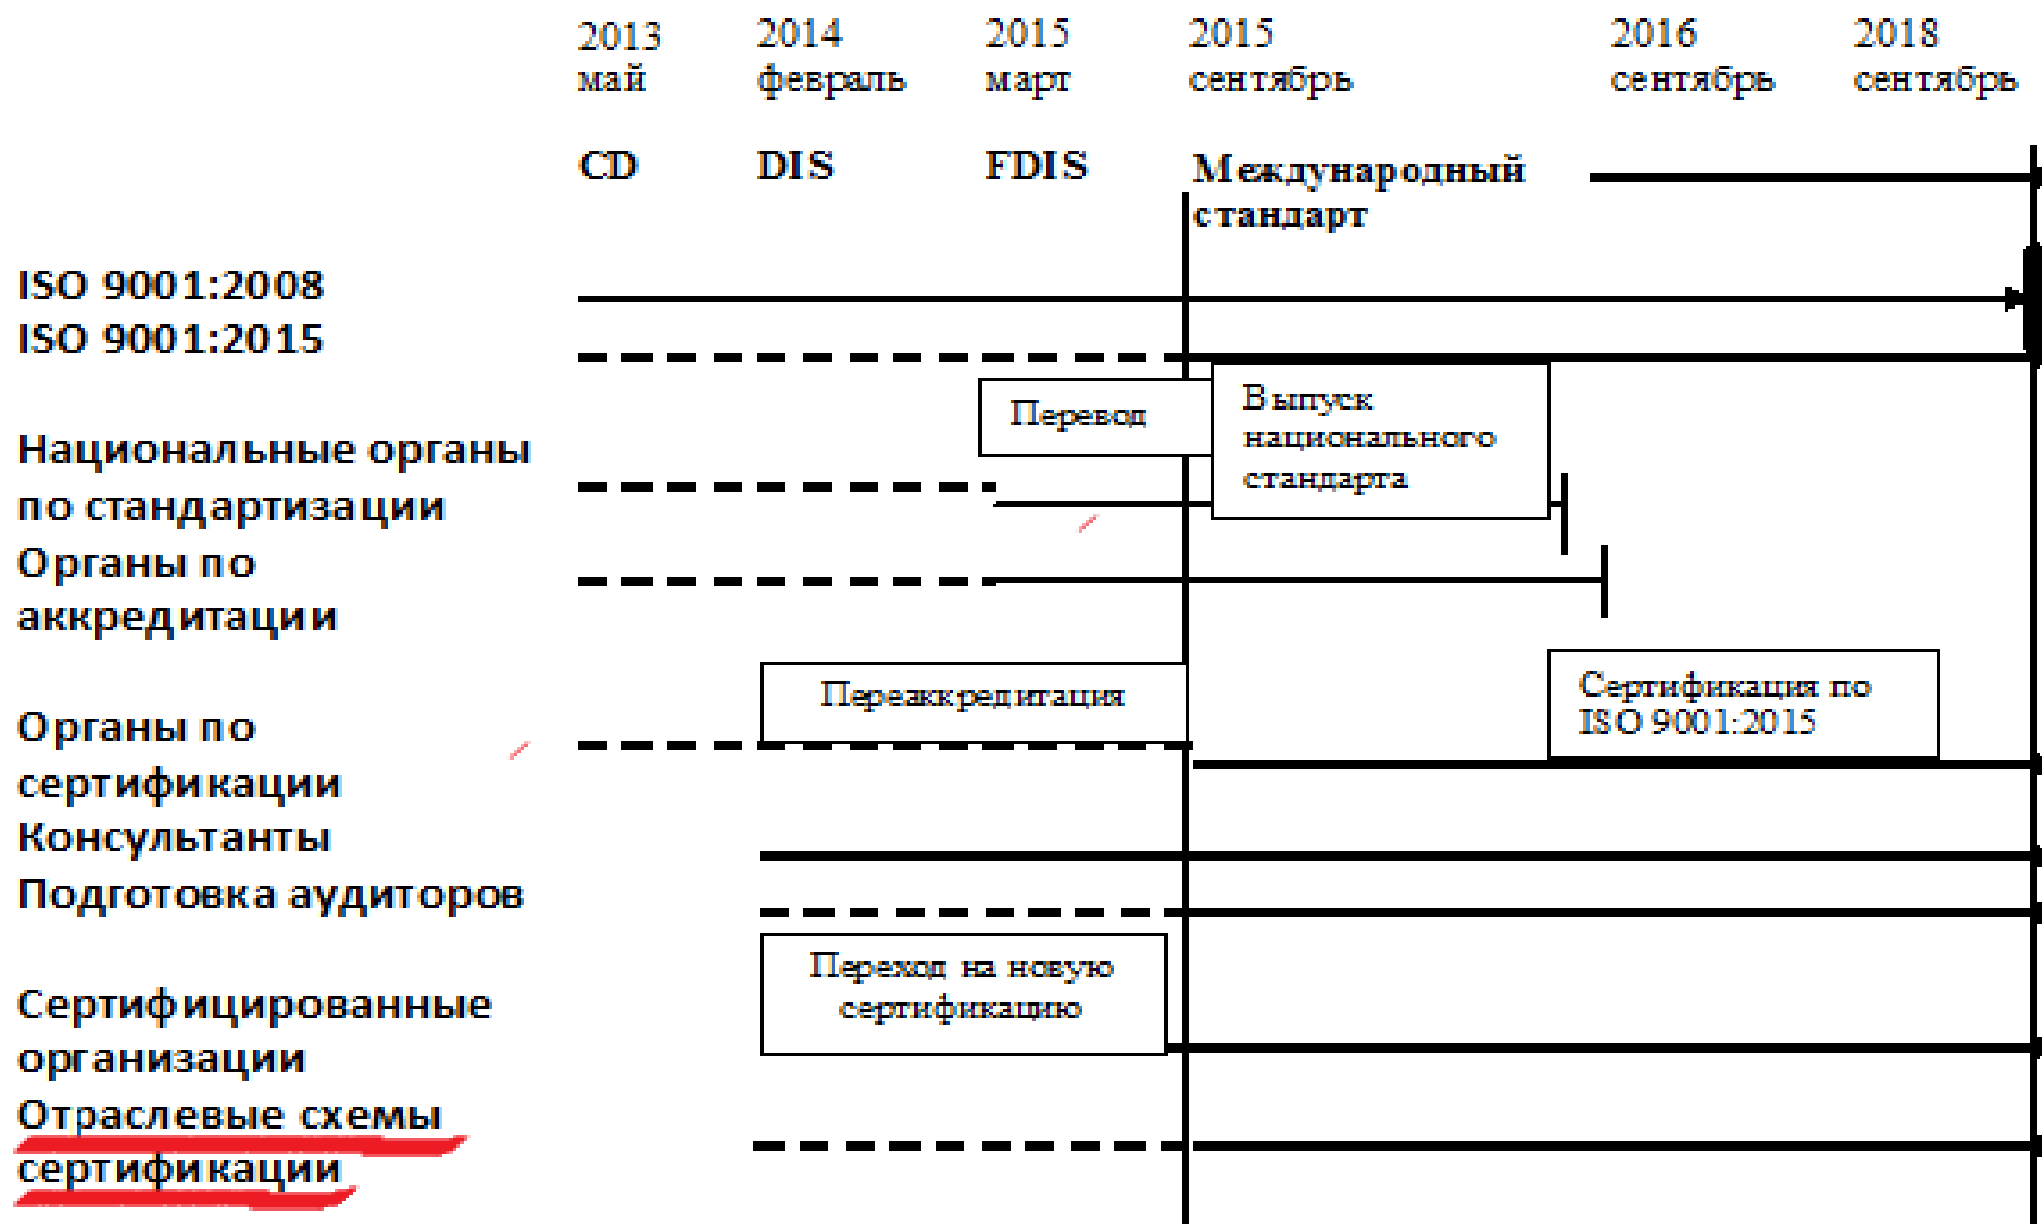 2013
май
2014
февраль
2015
март
2015
сентябрь
2016
сентябрь
2018
сентябрь
CD
DIS
FDIS
Международный
стандарт
ISO 9001:2008
ISO 9001:2015
Перевод
Выпуск
национального
стандарта
Национальные органы
по стандартизации
Органы по
аккредитации
Переаккредитация
Сертификация по
ISO 9001:2015
Органы по
сертификации
Консультанты
Подготовка аудиторов
Переход на новую
сертификацию
Сертифицированные
организации
Отраслевые схемы
сертификации